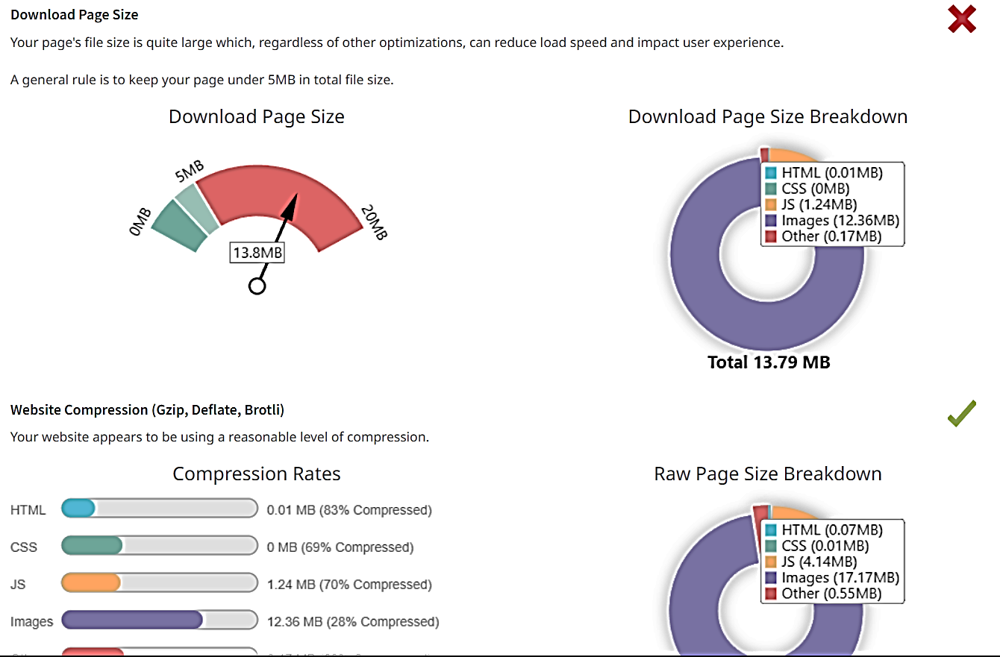 Download Page Size
Your page's file size is quite large which, regardless of other optimizations, can reduce load speed and impact user experience.
A general rule is to keep your page under 5MB in total file size.
Download Page Size
0MB
5MB
20MB
13.8MB
Download Page Size Breakdown
HTML (0.01MB)
CSS (0MB)
JS (1.24MB)
Images (12.36MB)
Other (0.17MB)
Total 13.79 MB
Website Compression (Gzip, Deflate, Brotli)
Your website appears to be using a reasonable level of compression.
Compression Rates
HTML 0.01 MB (83% Compressed)
CSS 0 MB (69% Compressed)
JS 1.24 MB (70% Compressed)
Images 12.36 MB (28% Compressed)
Raw Page Size Breakdown
HTML (0.07MB)
CSS (0.01MB)
JS (4.14MB)
Images (17.17MB)
Other (0.55MB)